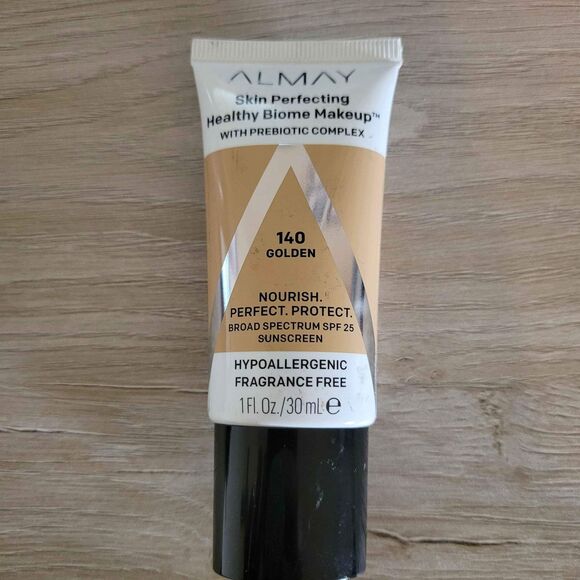 ALMAY
Skin Perfecting
Healthy Biome Makeup™
WITH PREBIOTIC COMPLEX
140
GOLDEN
NOURISH.
PERFECT. PROTECT.
BROAD SPECTRUM SPF 25
SUNSCREEN
HYPOALLERGENIC
FRAGRANCE FREE
1 Fl. Oz./30 mL ℮